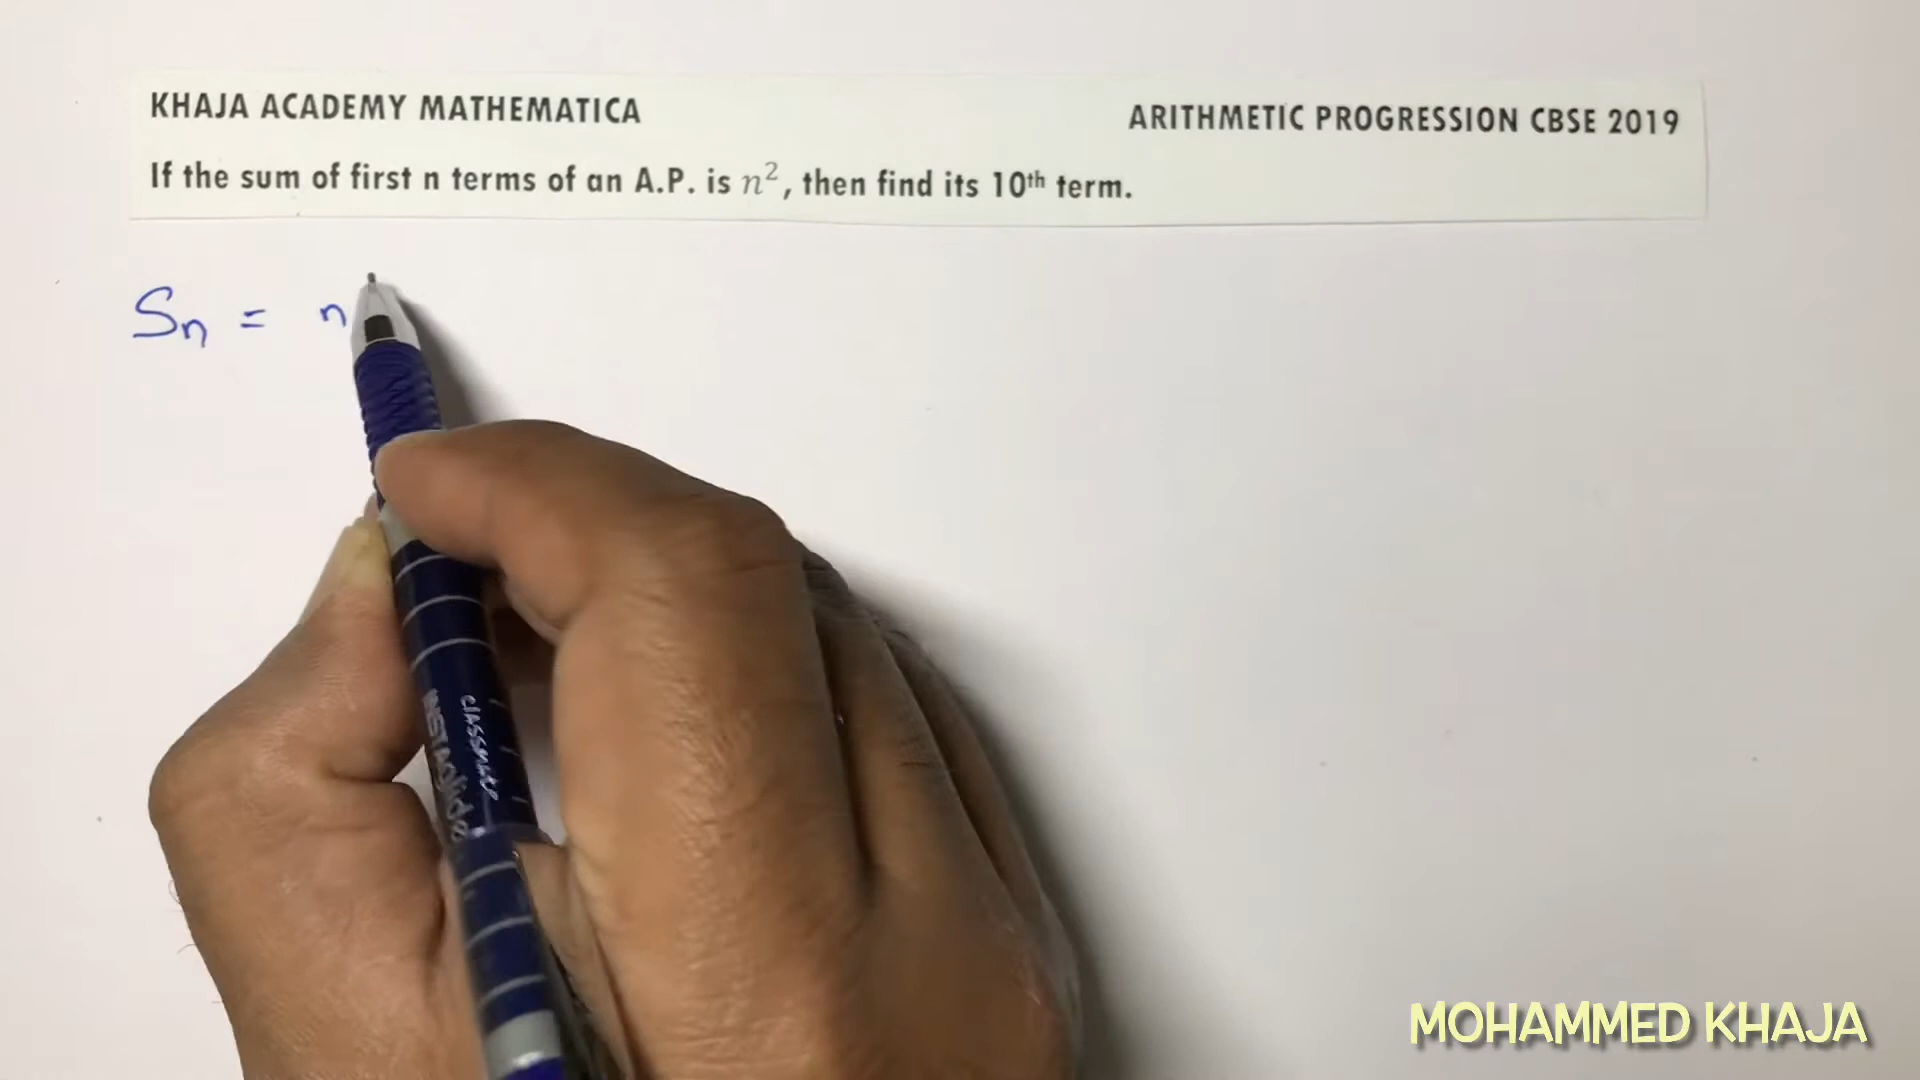 KHAJA ACADEMY MATHEMATICA
ARITHMETIC PROGRESSION CBSE 2019
If the sum of first n terms of an A.P. is n², then find its 10ᵗʰ term.
Sn = n
classmate
INSTAglide
MOHAMMED KHAJA